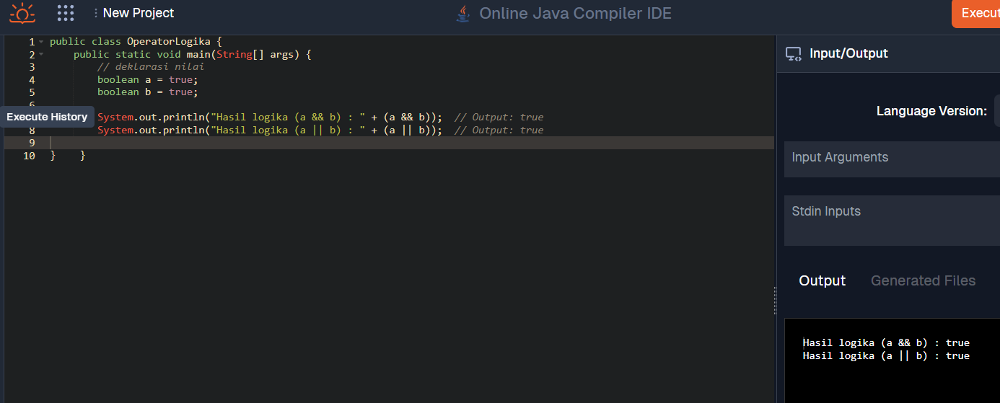 New Project
Online Java Compiler IDE
Execut
1 public class OperatorLogika {
2     public static void main(String[] args) {
3         // deklarasi nilai
4         boolean a = true;
5         boolean b = true;
6
Execute History
System.out.println("Hasil logika (a && b) : " + (a && b));  // Output: true
8         System.out.println("Hasil logika (a || b) : " + (a || b));  // Output: true
9
10 }    }
Input/Output
Language Version:
Input Arguments
Stdin Inputs
Output Generated Files
Hasil logika (a && b) : true
Hasil logika (a || b) : true